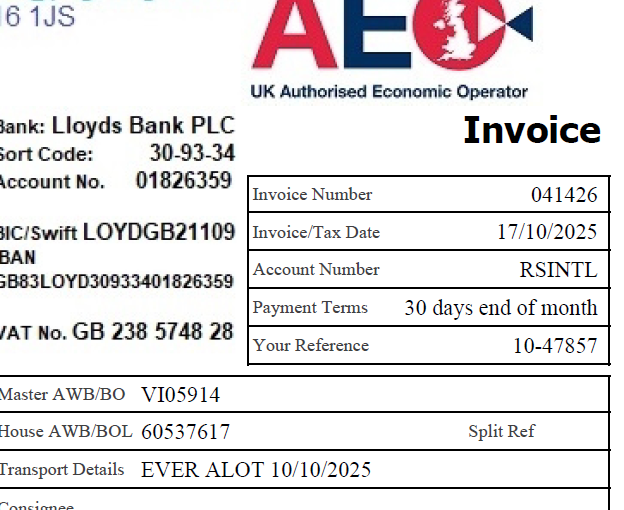 16 1JS
AEO
UK Authorised Economic Operator
Bank: Lloyds Bank PLC
Sort Code: 30-93-34
Account No. 01826359
BIC/Swift LOYDGB21109
IBAN
GB83LOYD30933401826359
VAT No. GB 238 5748 28
Invoice
Invoice Number 041426
Invoice/Tax Date 17/10/2025
Account Number RSINTL
Payment Terms 30 days end of month
Your Reference 10-47857
Master AWB/BO VI05914
House AWB/BOL 60537617 Split Ref
Transport Details EVER ALOT 10/10/2025
Consignee